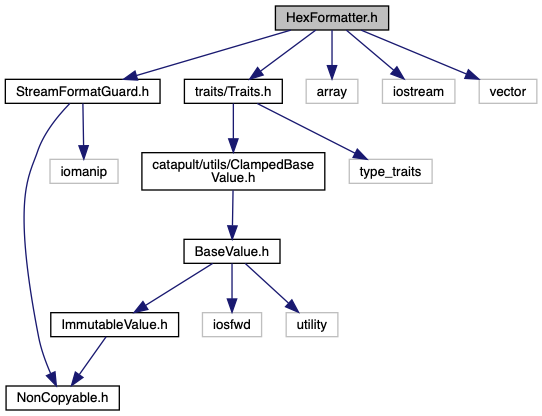 HexFormatter.h
StreamFormatGuard.h
traits/Traits.h
array
iostream
vector
iomanip
catapult/utils/ClampedBase
Value.h
type_traits
BaseValue.h
ImmutableValue.h
iosfwd
utility
NonCopyable.h